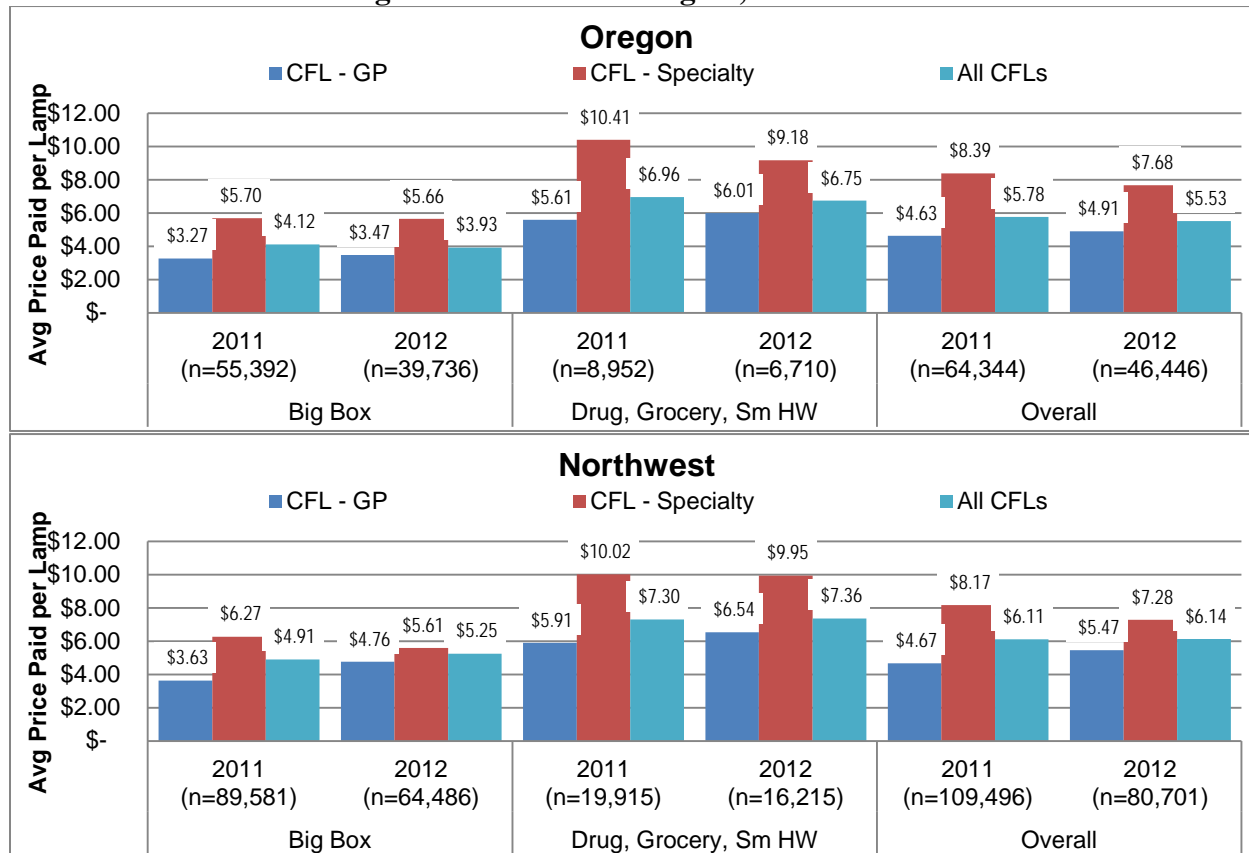 Oregon
CFL - GP CFL - Specialty All CFLs
Avg Price Paid per Lamp
$12.00
$10.00
$8.00
$6.00
$4.00
$2.00
$-
$3.27 $5.70 $4.12 $3.47 $5.66 $3.93 $5.61 $10.41 $6.96 $6.01 $9.18 $6.75 $4.63 $8.39 $5.78 $4.91 $7.68 $5.53
2011 2012 2011 2012 2011 2012
(n=55,392) (n=39,736) (n=8,952) (n=6,710) (n=64,344) (n=46,446)
Big Box Drug, Grocery, Sm HW Overall
Northwest
CFL - GP CFL - Specialty All CFLs
Avg Price Paid per Lamp
$12.00
$10.00
$8.00
$6.00
$4.00
$2.00
$-
$3.63 $6.27 $4.91 $4.76 $5.61 $5.25 $5.91 $10.02 $7.30 $6.54 $9.95 $7.36 $4.67 $8.17 $6.11 $5.47 $7.28 $6.14
2011 2012 2011 2012 2011 2012
(n=89,581) (n=64,486) (n=19,915) (n=16,215) (n=109,496) (n=80,701)
Big Box Drug, Grocery, Sm HW Overall